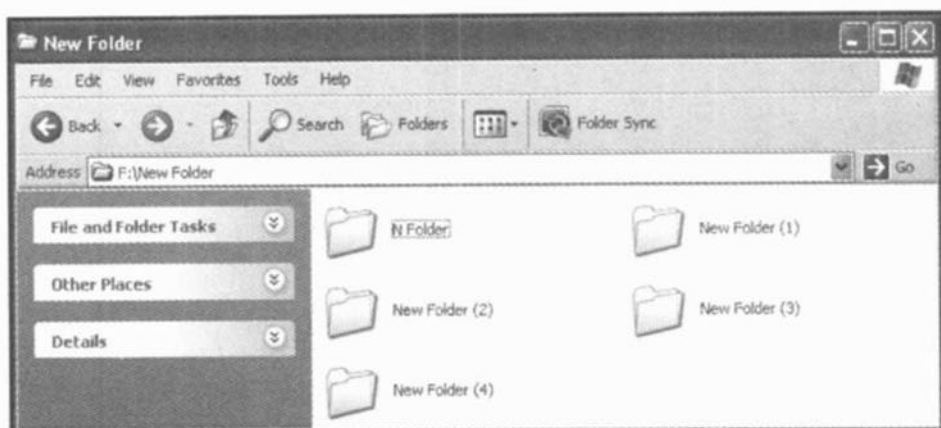 New Folder
File Edit View Favorites Tools Help
Back Search Folders Folder Sync
Address F:\New Folder Go
File and Folder Tasks
Other Places
Details
N Folder New Folder (1)
New Folder (2) New Folder (3)
New Folder (4)